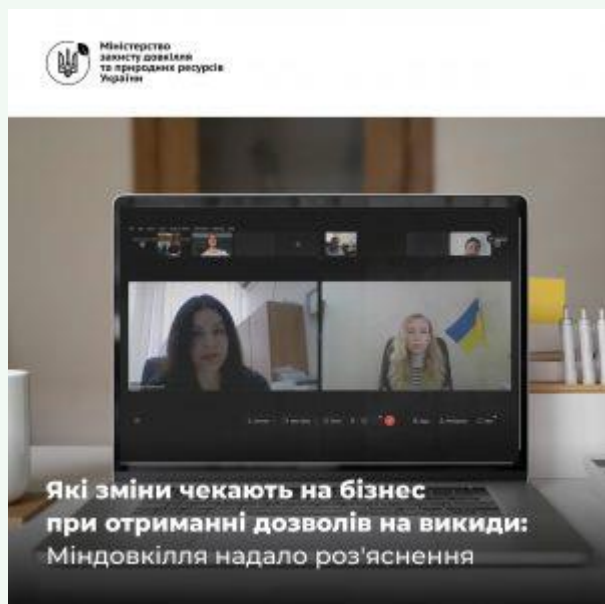 Міністерство
захисту довкілля
та природних ресурсів
України
Які зміни чекають на бізнес
при отриманні дозволів на викиди:
Міндовкілля надало роз'яснення